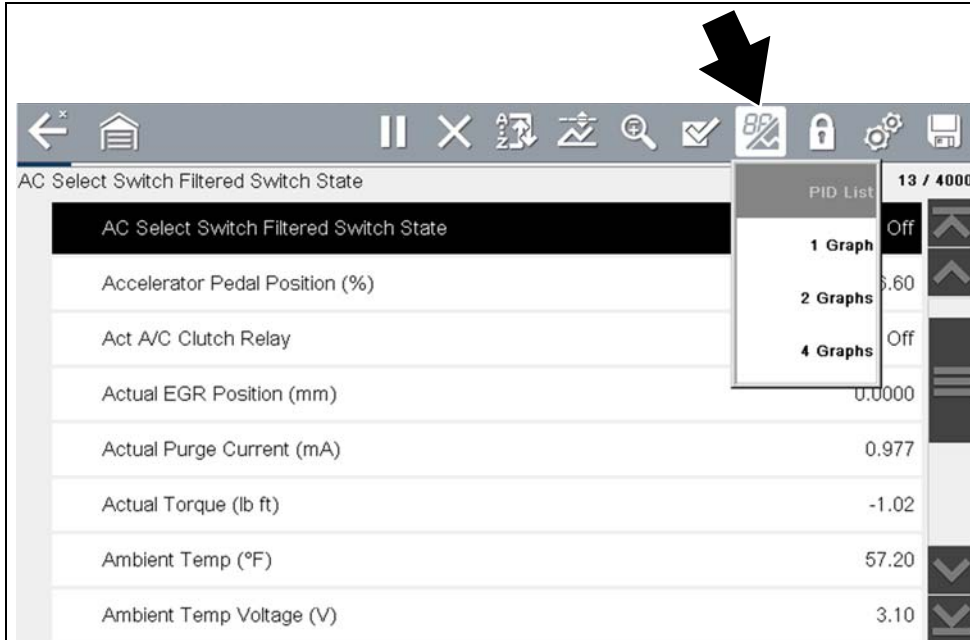 AC Select Switch Filtered Switch State 13 / 4000
AC Select Switch Filtered Switch State Off
Accelerator Pedal Position (%) .60
Act A/C Clutch Relay Off
Actual EGR Position (mm) 0.0000
Actual Purge Current (mA) 0.977
Actual Torque (lb ft) -1.02
Ambient Temp (°F) 57.20
Ambient Temp Voltage (V) 3.10
PID List
1 Graph
2 Graphs
4 Graphs